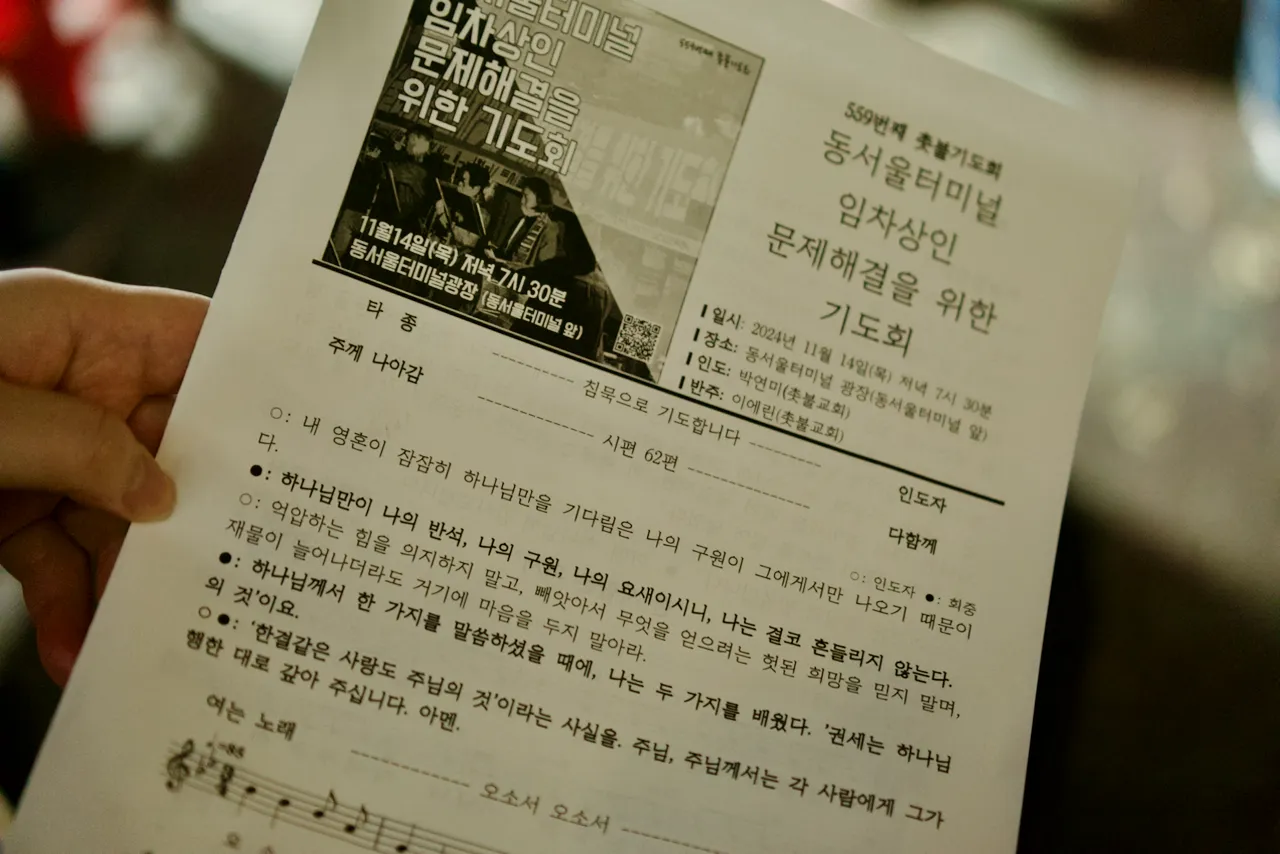 서울터미널
임차상인
문제해결을
위한 기도회
11월14일(목) 저녁 7시 30분
동서울터미널광장 (동서울터미널 앞)
559번째 촛불기도회
동서울터미널
임차상인
문제해결을 위한
기도회
일시: 2024년 11월 14일(목) 저녁 7시 30분
장소: 동서울터미널 광장(동서울터미널 앞)
인도: 박연미(촛불교회)
반주: 이에린(촛불교회)
타 종 침묵으로 기도합니다 인도자
주께 나아감 시편 62편 다함께
○: 인도자 ●: 회중
○: 내 영혼이 잠잠히 하나님만을 기다림은 나의 구원이 그에게서만 나오기 때문이
다.
●: 하나님만이 나의 반석, 나의 구원, 나의 요새이시니, 나는 결코 흔들리지 않는다.
○: 억압하는 힘을 의지하지 말고, 빼앗아서 무엇을 얻으려는 헛된 희망을 믿지 말며,
재물이 늘어나더라도 거기에 마음을 두지 말아라.
●: 하나님께서 한 가지를 말씀하셨을 때에, 나는 두 가지를 배웠다. '권세는 하나님
의 것'이요.
○●: '한결같은 사랑도 주님의 것'이라는 사실을. 주님, 주님께서는 각 사람에게 그가
행한 대로 갚아 주십니다. 아멘.
여는 노래 오소서 오소서
♩=88
오 소